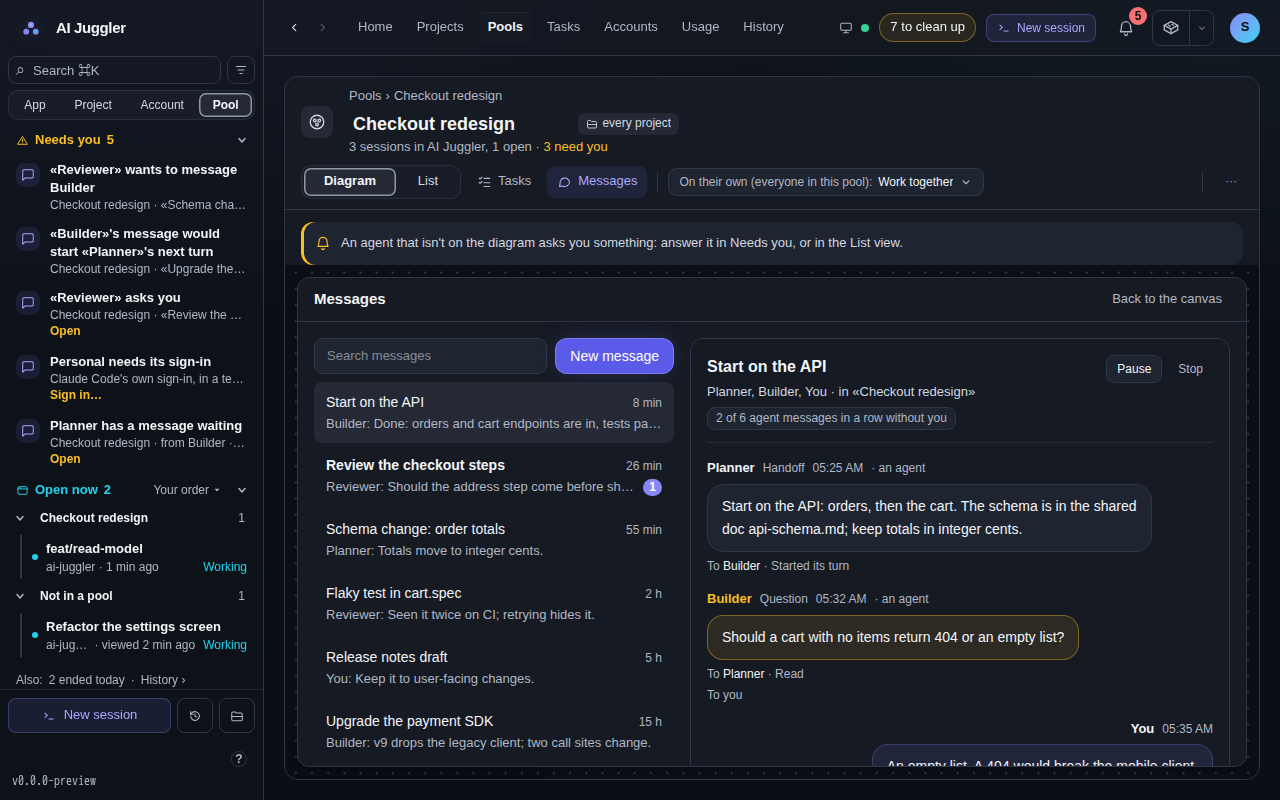 AI Juggler
Search ⌘K
App Project Account Pool
Needs you 5
«Reviewer» wants to message
Builder
Checkout redesign · «Schema cha…
«Builder»'s message would
start «Planner»'s next turn
Checkout redesign · «Upgrade the…
«Reviewer» asks you
Checkout redesign · «Review the …
Open
Personal needs its sign-in
Claude Code's own sign-in, in a te…
Sign in…
Planner has a message waiting
Checkout redesign · from Builder ·…
Open
Open now 2 Your order
Checkout redesign 1
feat/read-model
ai-juggler · 1 min ago Working
Not in a pool 1
Refactor the settings screen
ai-jug… · viewed 2 min ago Working
Also: 2 ended today · History ›
New session
?
v0.0.0-preview
Home Projects Pools Tasks Accounts Usage History
7 to clean up
New session
5
S
Pools › Checkout redesign
Checkout redesign
every project
3 sessions in AI Juggler, 1 open · 3 need you
Diagram List Tasks Messages
On their own (everyone in this pool): Work together
···
An agent that isn't on the diagram asks you something: answer it in Needs you, or in the List view.
Messages
Back to the canvas
Search messages
New message
Start on the API 8 min
Builder: Done: orders and cart endpoints are in, tests pa…
Review the checkout steps 26 min
Reviewer: Should the address step come before sh… 1
Schema change: order totals 55 min
Planner: Totals move to integer cents.
Flaky test in cart.spec 2 h
Reviewer: Seen it twice on CI; retrying hides it.
Release notes draft 5 h
You: Keep it to user-facing changes.
Upgrade the payment SDK 15 h
Builder: v9 drops the legacy client; two call sites change.
Start on the API
Pause Stop
Planner, Builder, You · in «Checkout redesign»
2 of 6 agent messages in a row without you
Planner Handoff 05:25 AM · an agent
Start on the API: orders, then the cart. The schema is in the shared
doc api-schema.md; keep totals in integer cents.
To Builder · Started its turn
Builder Question 05:32 AM · an agent
Should a cart with no items return 404 or an empty list?
To Planner · Read
To you
You 05:35 AM
An empty list. A 404 would break the mobile client.